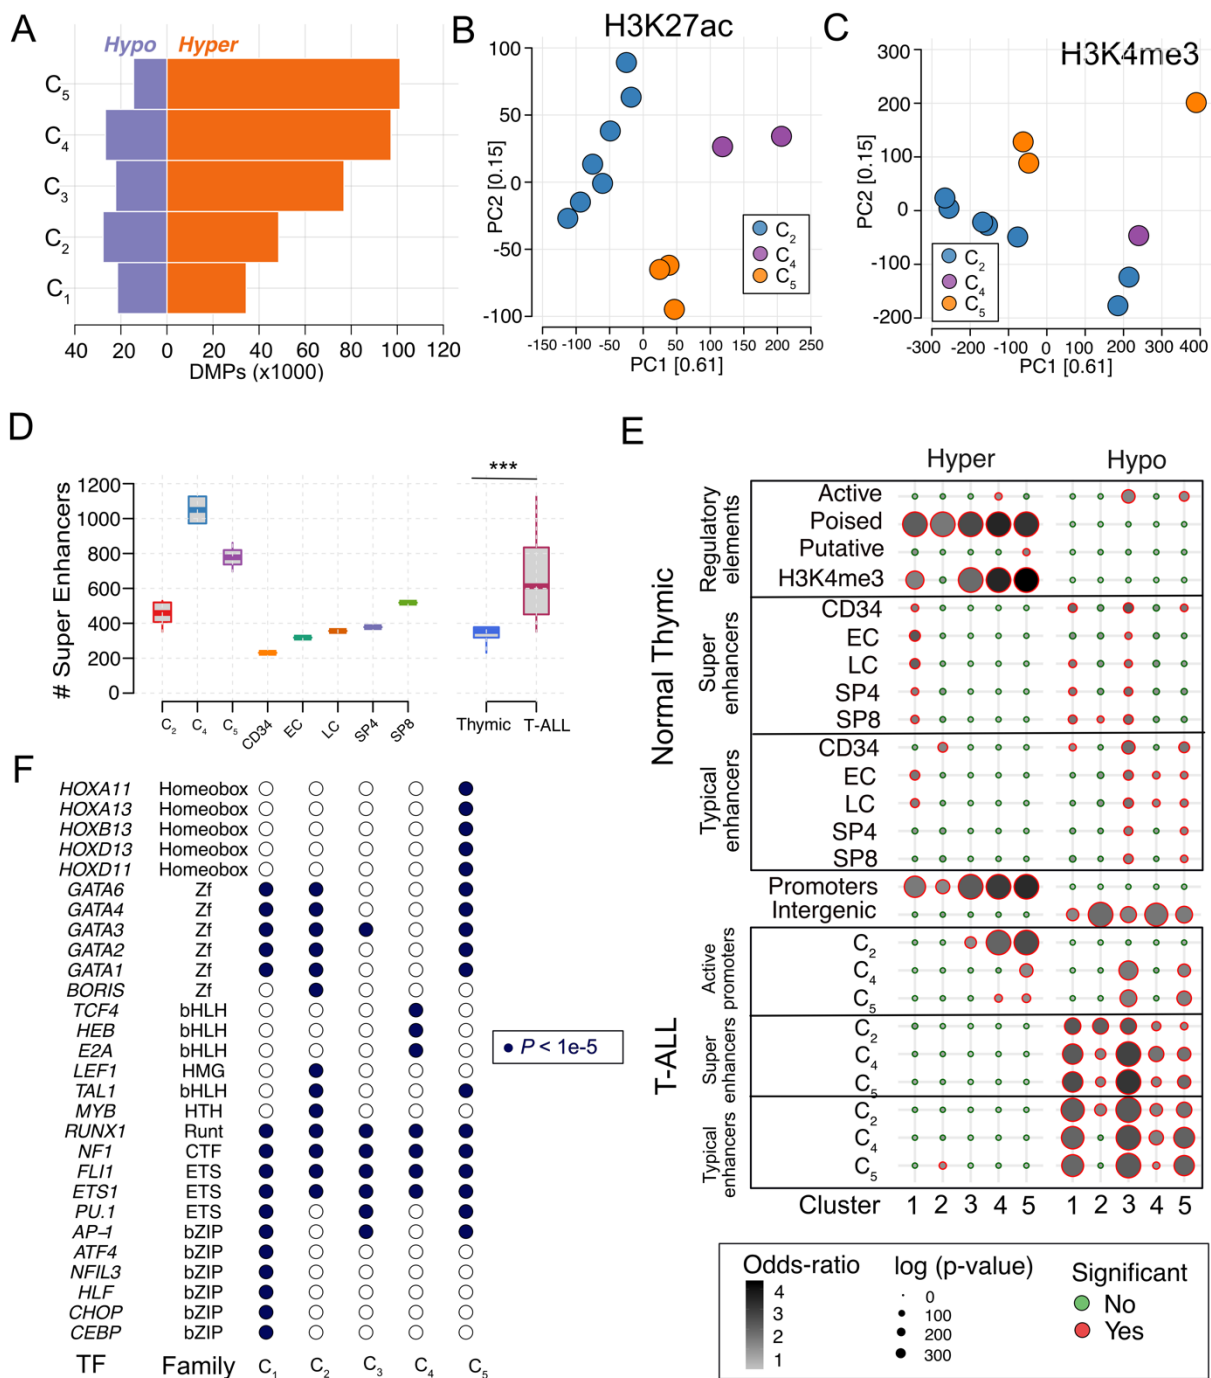 A
Hypo Hyper
C5
C4
C3
C2
C1
40 20 0 20 40 60 80 100 120
DMPs (x1000)
B
H3K27ac
PC2 [0.15]
50
0
-50
-100
C2
C4
C5
-150 -100 -50 0 50 100 150 200 250
PC1 [0.61]
C
H3K4me3
PC2 [0.15]
300
200
100
0
-100
-200
C2
C4
C5
-300 -200 -100 0 100 200 300 400
PC1 [0.61]
D
# Super Enhancers
1200
1000
800
600
400
200
0
***
C2 C4 C5 CD34 EC LC SP4 SP8 Thymic T-ALL
E
Hyper Hypo
Normal Thymic
Regulatory elements
Active
Poised
Putative
H3K4me3
Super enhancers
CD34
EC
LC
SP4
SP8
Typical enhancers
CD34
EC
LC
SP4
SP8
Promoters
Intergenic
T-ALL
Active promoters
C2
C4
C5
Super enhancers
C2
C4
C5
Typical enhancers
C2
C4
C5
Cluster 1 2 3 4 5 1 2 3 4 5
Odds-ratio
4
3
2
1
log (p-value)
0
100
200
300
Significant
No
Yes
F
HOXA11 Homeobox
HOXA13 Homeobox
HOXB13 Homeobox
HOXD13 Homeobox
HOXD11 Homeobox
GATA6 Zf
GATA4 Zf
GATA3 Zf
GATA2 Zf
GATA1 Zf
BORIS Zf
TCF4 bHLH
HEB bHLH
E2A bHLH
LEF1 HMG
TAL1 bHLH
MYB HTH
RUNX1 Runt
NF1 CTF
FLI1 ETS
ETS1 ETS
PU.1 ETS
AP-1 bZIP
ATF4 bZIP
NFIL3 bZIP
HLF bZIP
CHOP bZIP
CEBP bZIP
TF Family C1 C2 C3 C4 C5
P < 1e-5